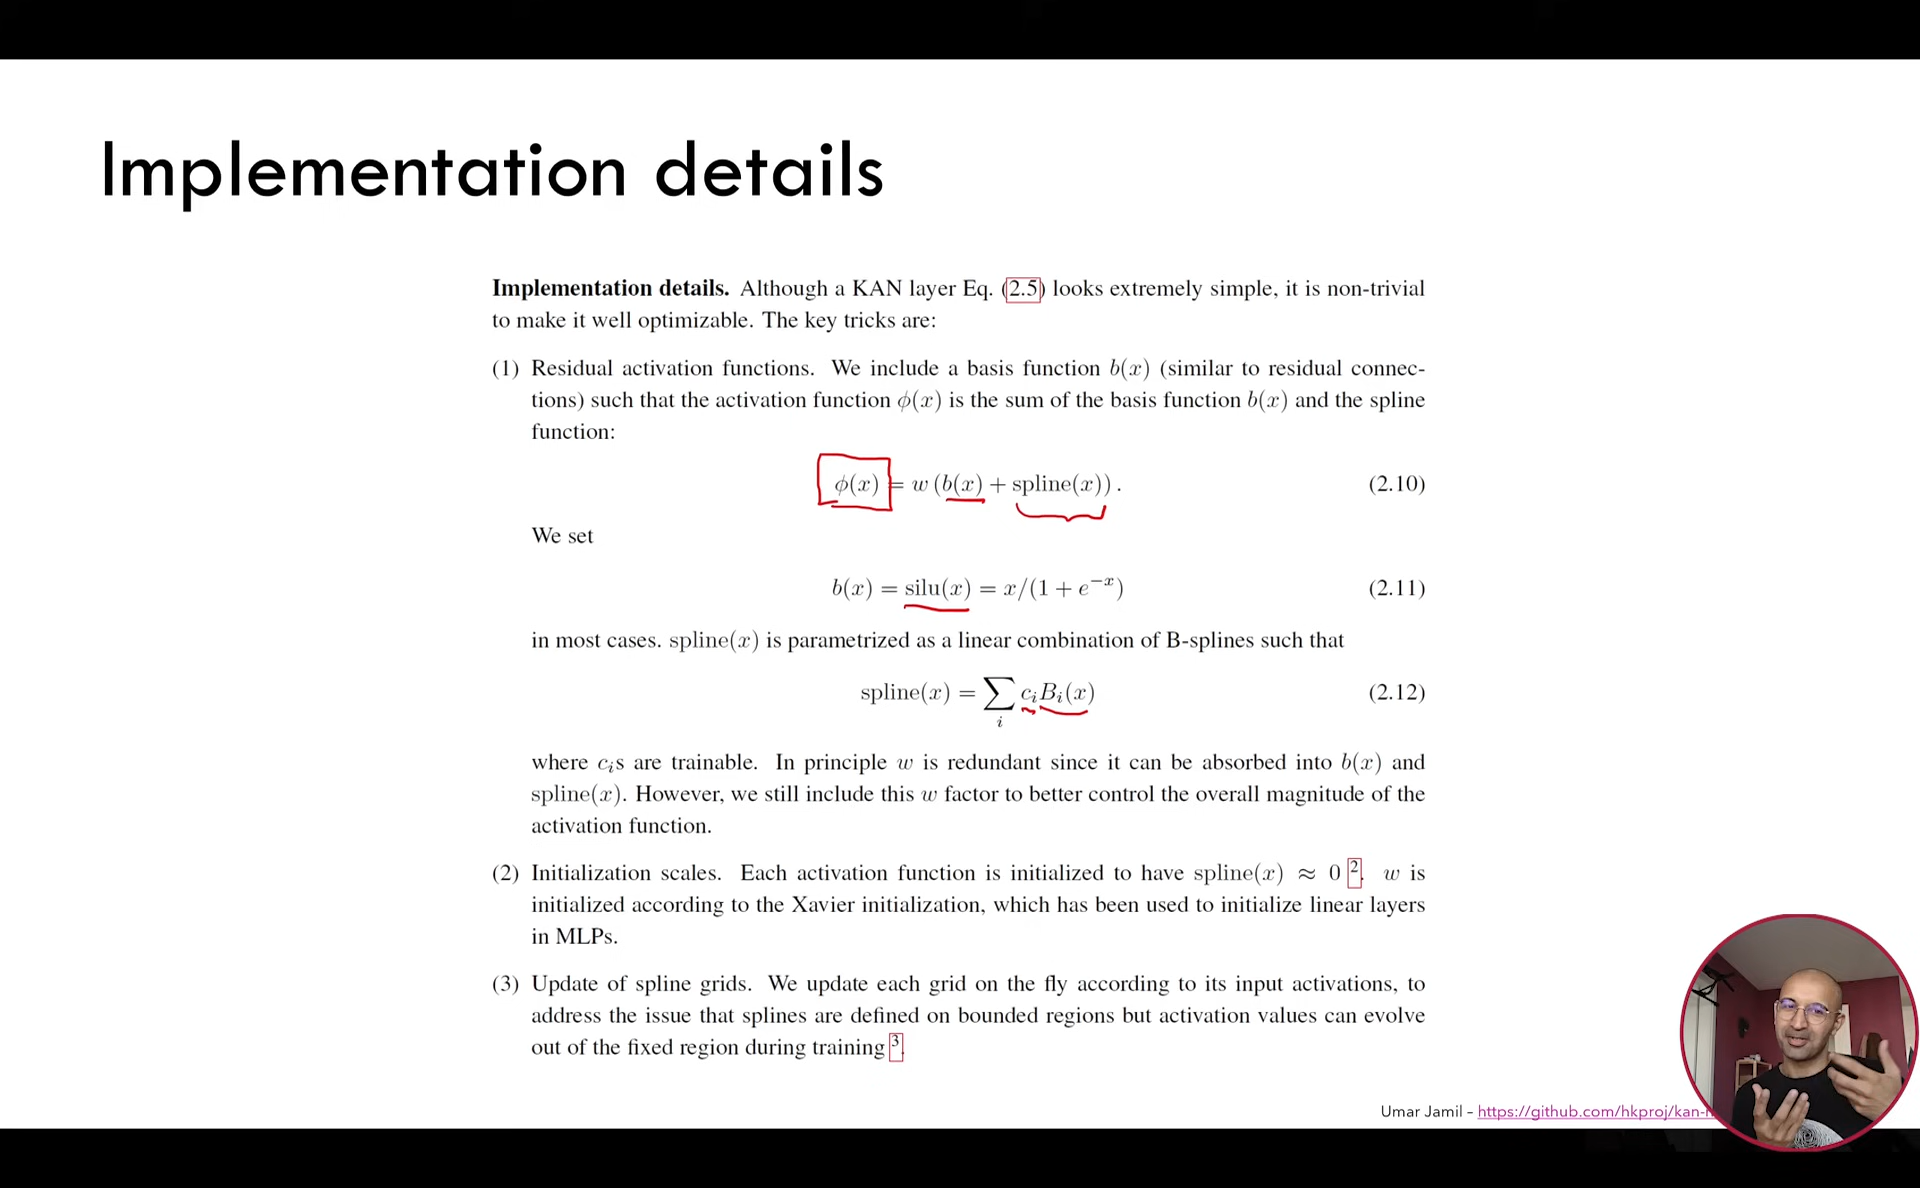 Implementation details
Implementation details. Although a KAN layer Eq. (2.5) looks extremely simple, it is non-trivial
to make it well optimizable. The key tricks are:
(1) Residual activation functions. We include a basis function b(x) (similar to residual connec-
tions) such that the activation function ϕ(x) is the sum of the basis function b(x) and the spline
function:
ϕ(x) = w (b(x) + spline(x)) . (2.10)
We set
b(x) = silu(x) = x/(1 + e⁻ˣ) (2.11)
in most cases. spline(x) is parametrized as a linear combination of B-splines such that
spline(x) = ∑ᵢ cᵢBᵢ(x) (2.12)
where cᵢs are trainable. In principle w is redundant since it can be absorbed into b(x) and
spline(x). However, we still include this w factor to better control the overall magnitude of the
activation function.
(2) Initialization scales. Each activation function is initialized to have spline(x) ≈ 0 ². w is
initialized according to the Xavier initialization, which has been used to initialize linear layers
in MLPs.
(3) Update of spline grids. We update each grid on the fly according to its input activations, to
address the issue that splines are defined on bounded regions but activation values can evolve
out of the fixed region during training ³.
Umar Jamil – https://github.com/hkproj/kan-